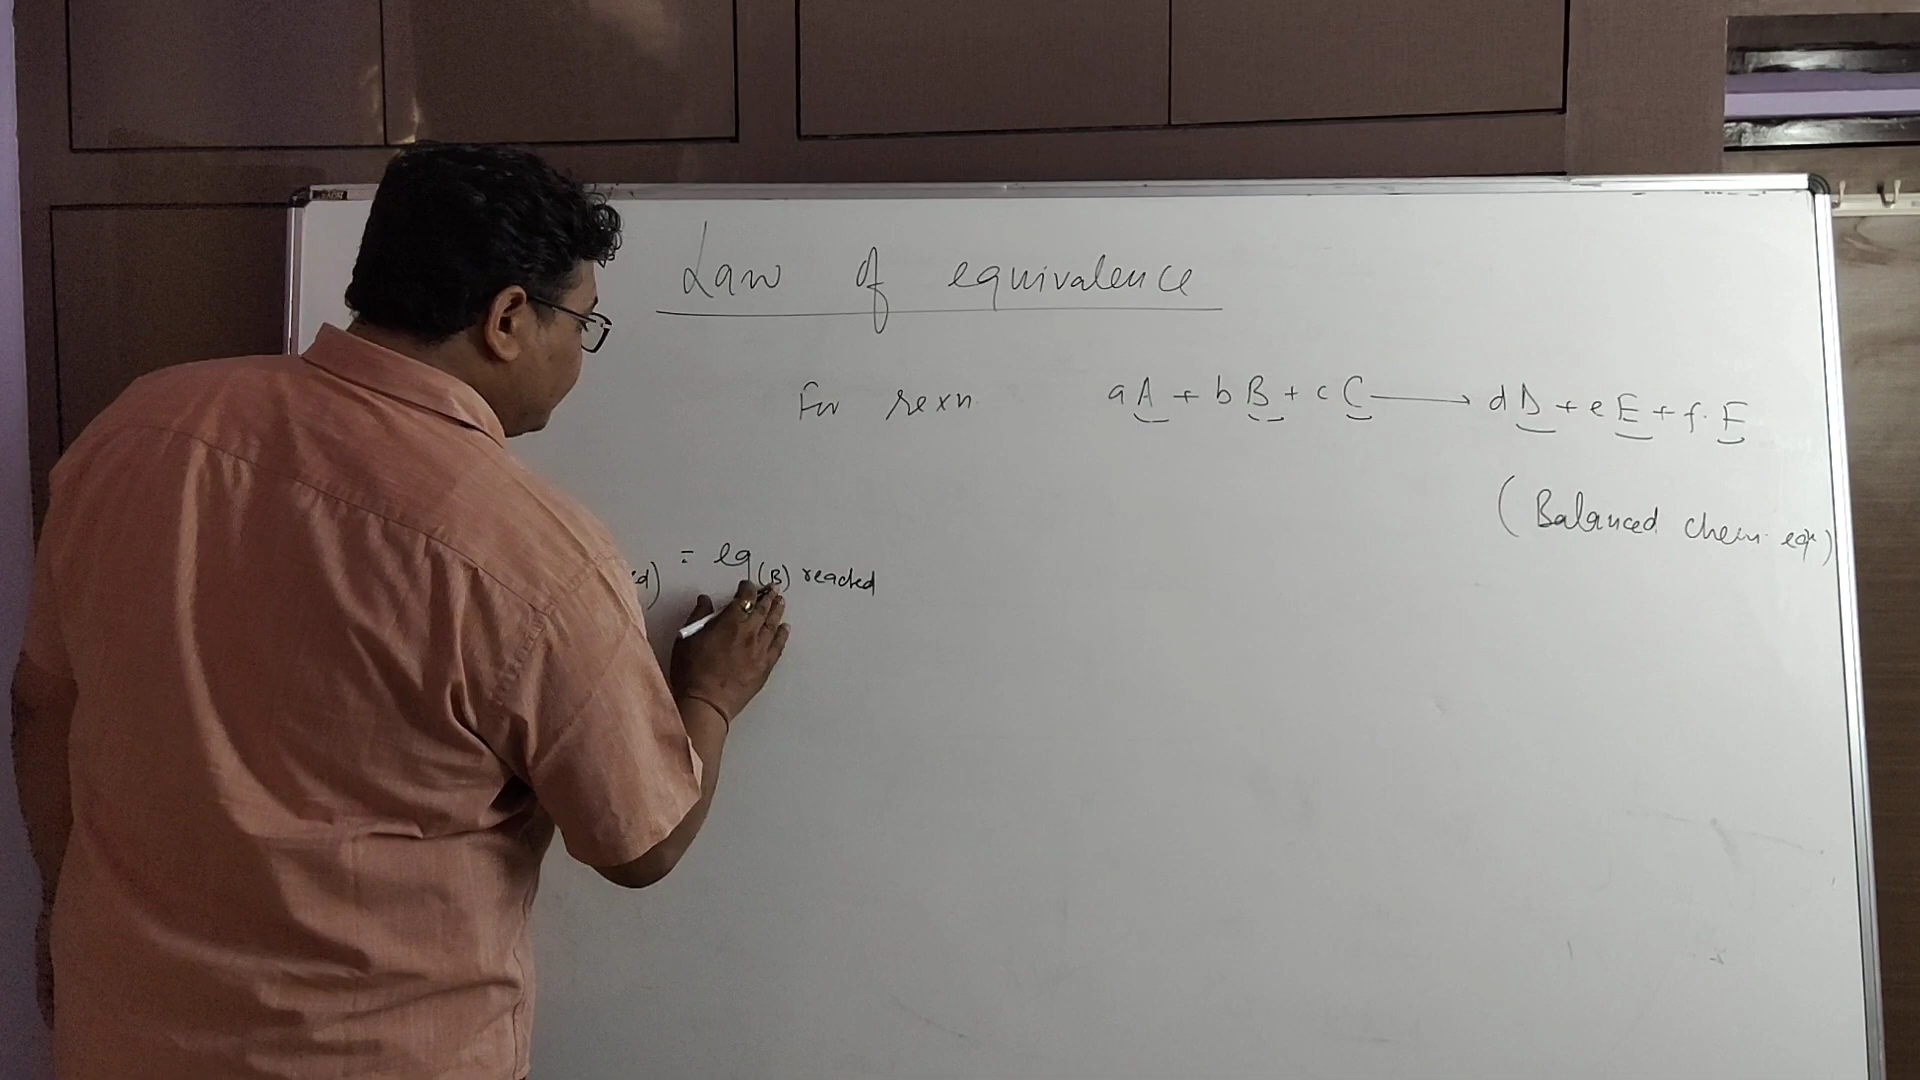 Law of equivalence
For rexn. aA + bB + cC ⟶ dD + eE + f.F
(Balanced chem. eqn)
= eq(B) reacted